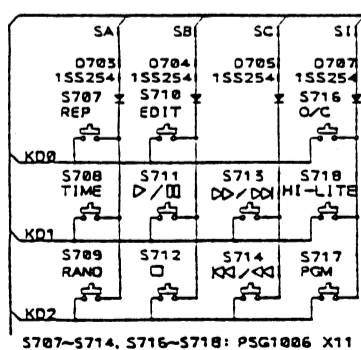 SA SB SC SI
D703 D704 D705 D707
1SS254 1SS254 1SS254 1SS254
S707 S710 S716
REP EDIT O/C
KD0
S708 S711 S713 S718
TIME ▷/▯▯ ▷▷/▷▷| HI-LITE
KD1
S709 S712 S714 S717
RAND □ |◁◁/◁◁ PGM
KD2
S707~S714, S716~S718: PSG1006 X11